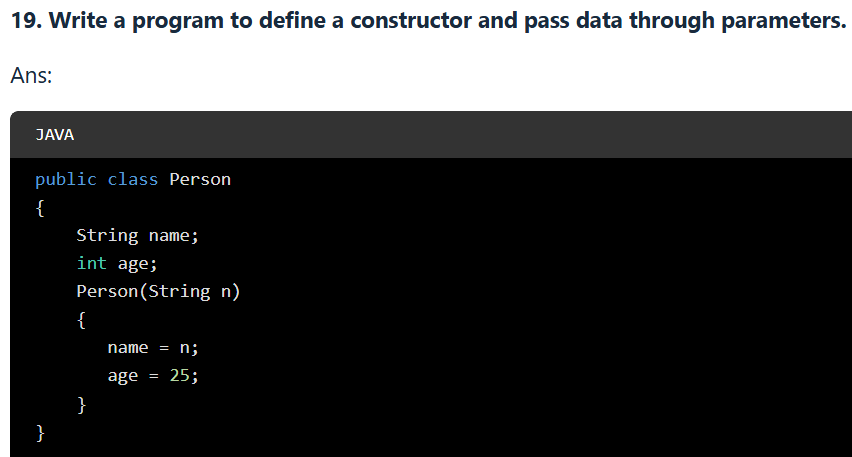 19. Write a program to define a constructor and pass data through parameters.
Ans:
JAVA
public class Person
{
    String name;
    int age;
    Person(String n)
    {
       name = n;
       age = 25;
    }
}